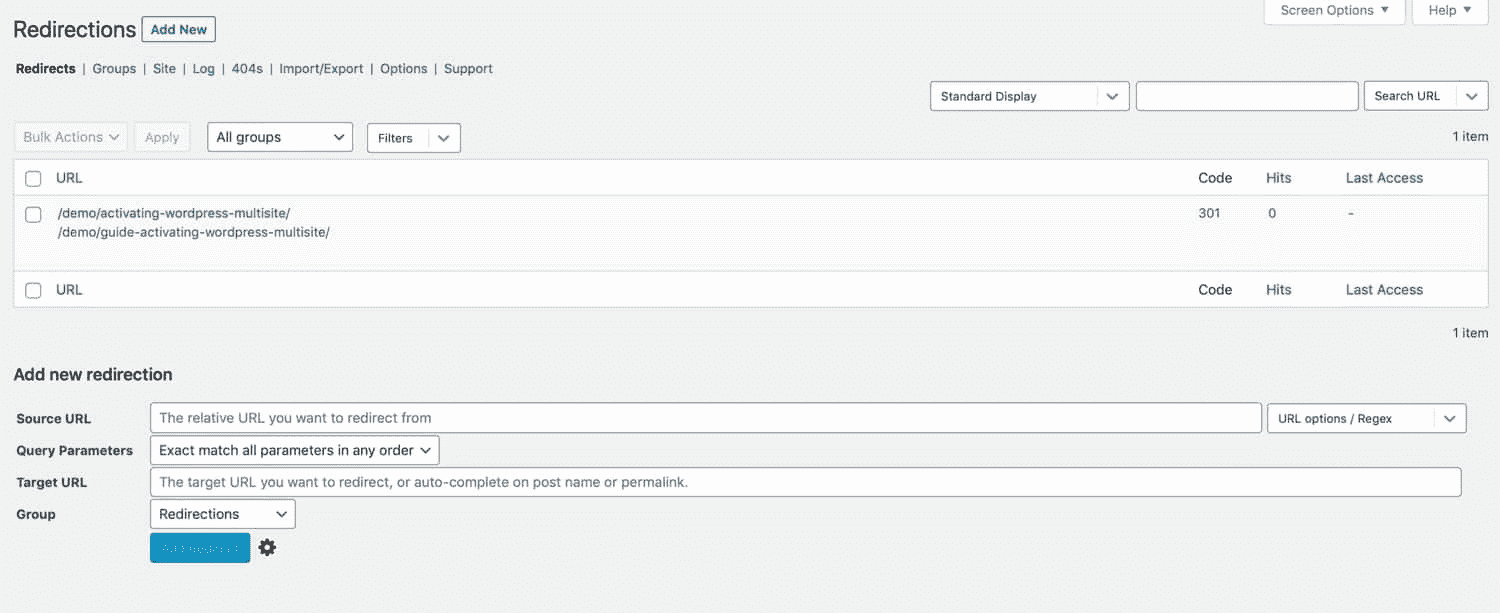 Screen Options Help
Redirections Add New
Redirects | Groups | Site | Log | 404s | Import/Export | Options | Support
Standard Display Search URL
Bulk Actions Apply All groups Filters 1 item
URL Code Hits Last Access
/demo/activating-wordpress-multisite/ 301 0 -
/demo/guide-activating-wordpress-multisite/
URL Code Hits Last Access
1 item
Add new redirection
Source URL The relative URL you want to redirect from URL options / Regex
Query Parameters Exact match all parameters in any order
Target URL The target URL you want to redirect, or auto-complete on post name or permalink.
Group Redirections